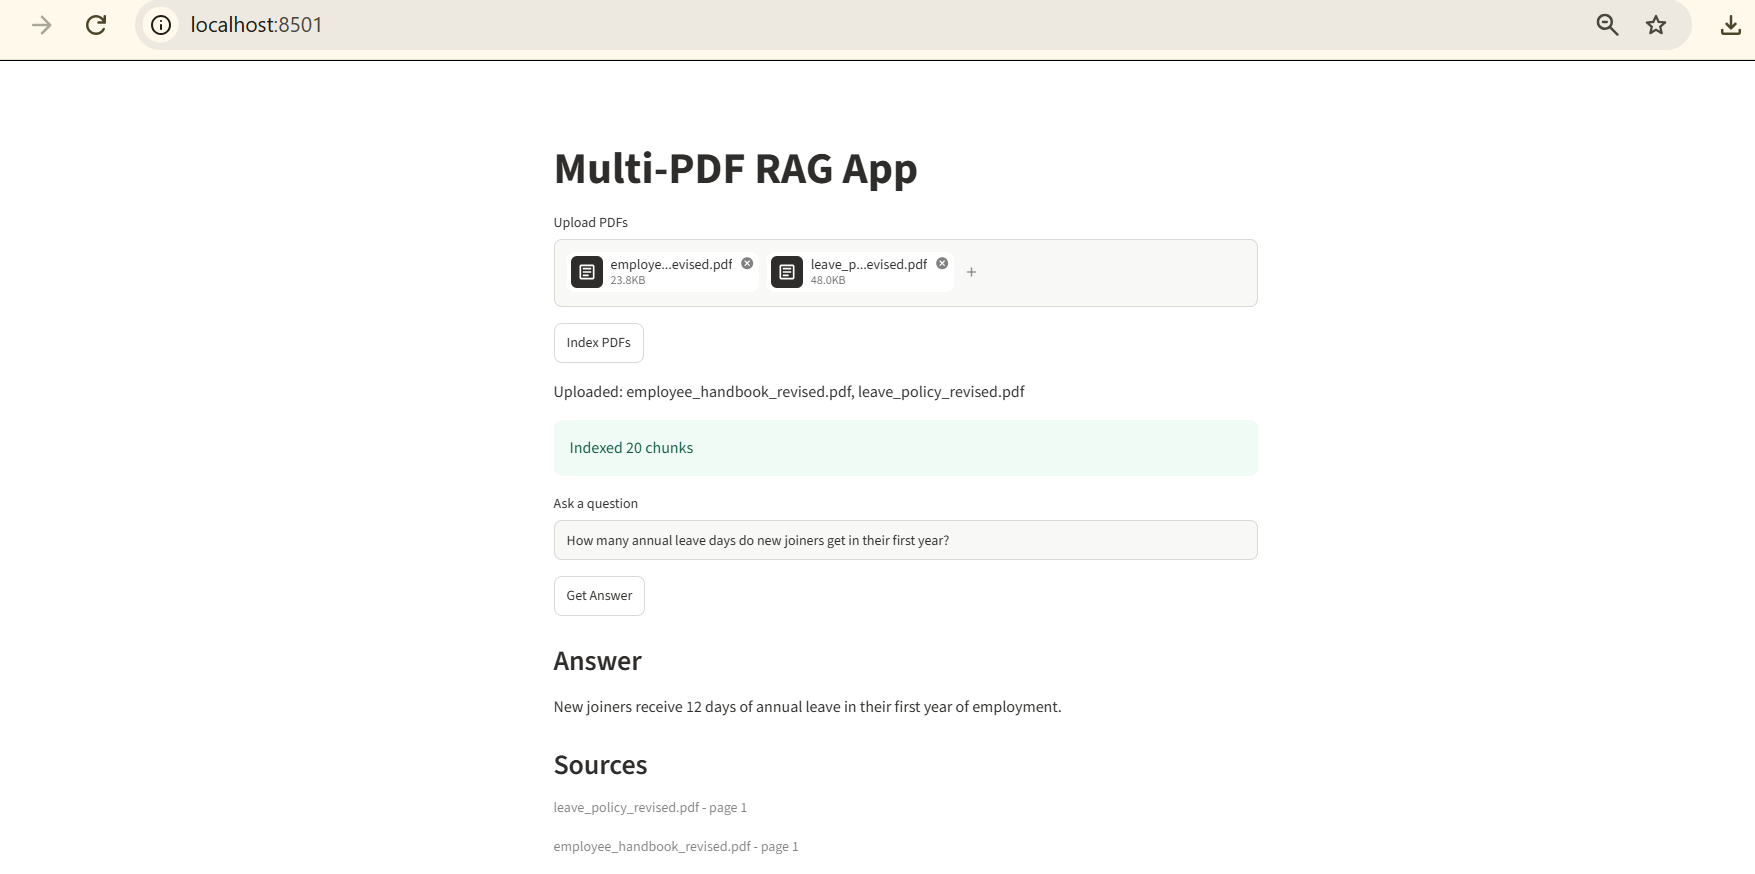 localhost:8501
Multi-PDF RAG App
Upload PDFs
employe...evised.pdf
23.8KB
leave_p...evised.pdf
48.0KB
Index PDFs
Uploaded: employee_handbook_revised.pdf, leave_policy_revised.pdf
Indexed 20 chunks
Ask a question
How many annual leave days do new joiners get in their first year?
Get Answer
Answer
New joiners receive 12 days of annual leave in their first year of employment.
Sources
leave_policy_revised.pdf - page 1
employee_handbook_revised.pdf - page 1